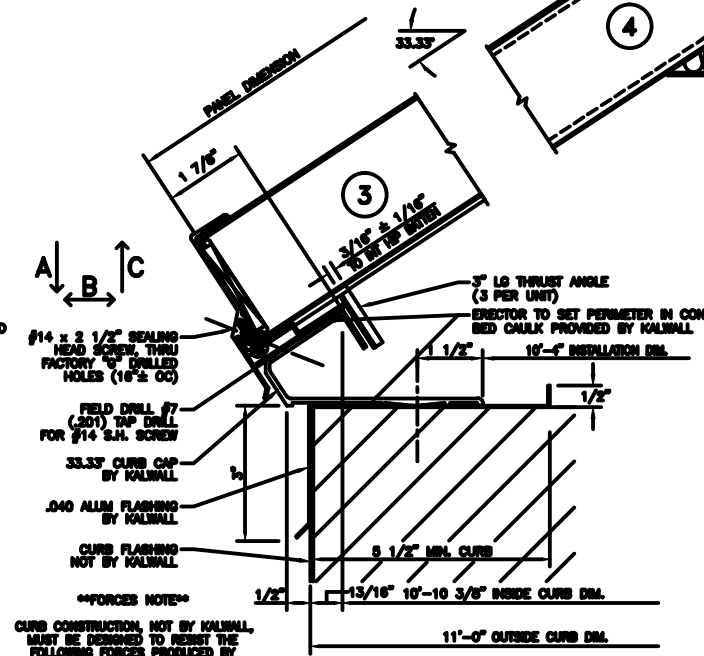 4
33.33°
PANEL DIMENSION
1 7/8"
3
3/16" ± 1/16"
TO INT HIP BATTEN
A
B
C
3" LG THRUST ANGLE
(3 PER UNIT)
ERECTOR TO SET PERIMETER IN CON
BED CAULK PROVIDED BY KALWALL
D
#14 x 2 1/2" SEALING
HEAD SCREW, THRU
FACTORY "G" DRILLED
HOLES (16"± OC)
1 1/2"
10'-4" INSTALLATION DIM.
1/2"
FIELD DRILL #7
(.201) TAP DRILL
FOR #14 S.H. SCREW
33.33° CURB CAP
BY KALWALL
3"
.040 ALUM FLASHING
BY KALWALL
CURB FLASHING
NOT BY KALWALL
5 1/2" MIN. CURB
**FORCES NOTE**
1/2"
13/16"
10'-10 3/8" INSIDE CURB DIM.
CURB CONSTRUCTION, NOT BY KALWALL,
MUST BE DESIGNED TO RESIST THE
FOLLOWING FORCES PRODUCED BY
11'-0" OUTSIDE CURB DIM.